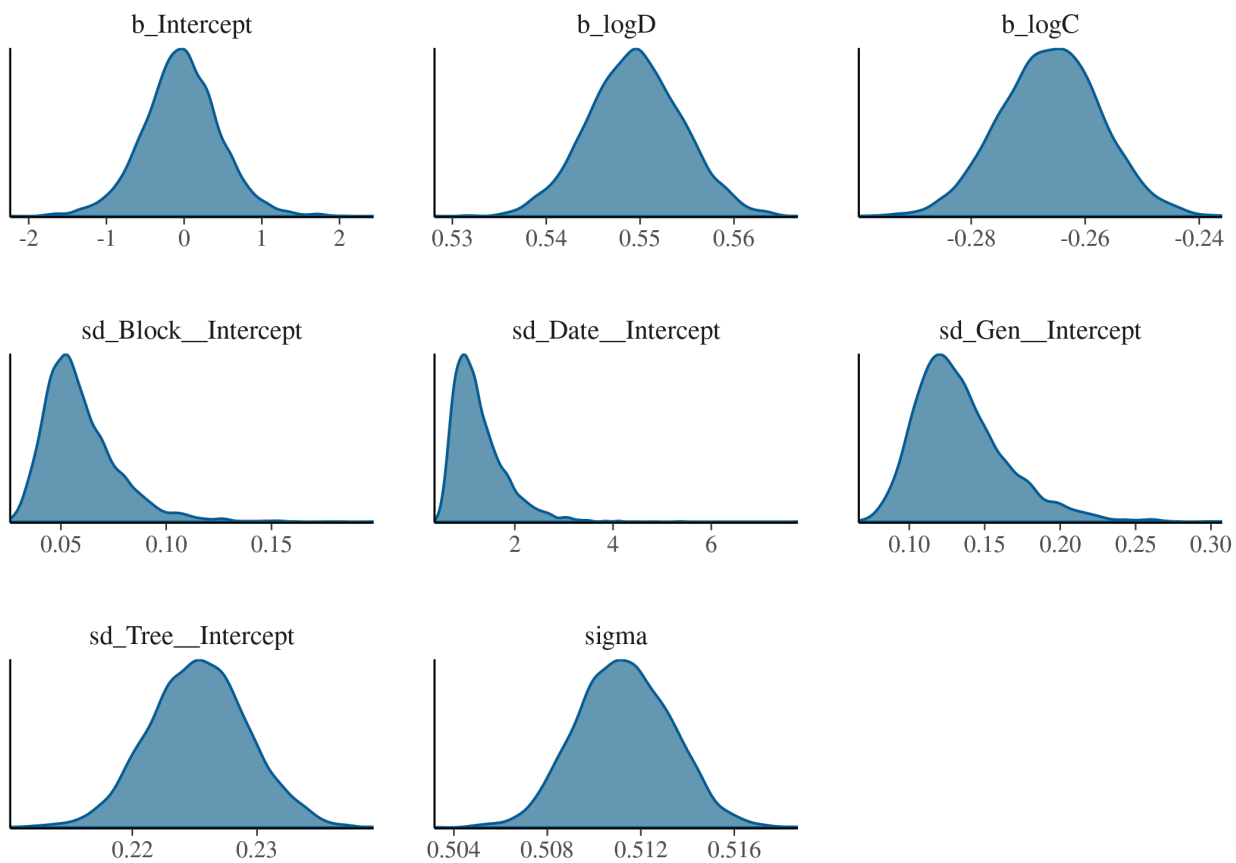 b_Intercept b_logD b_logC
-2 -1 0 1 2 0.53 0.54 0.55 0.56 -0.28 -0.26 -0.24
sd_Block__Intercept sd_Date__Intercept sd_Gen__Intercept
0.05 0.10 0.15 2 4 6 0.10 0.15 0.20 0.25 0.30
sd_Tree__Intercept sigma
0.22 0.23 0.504 0.508 0.512 0.516